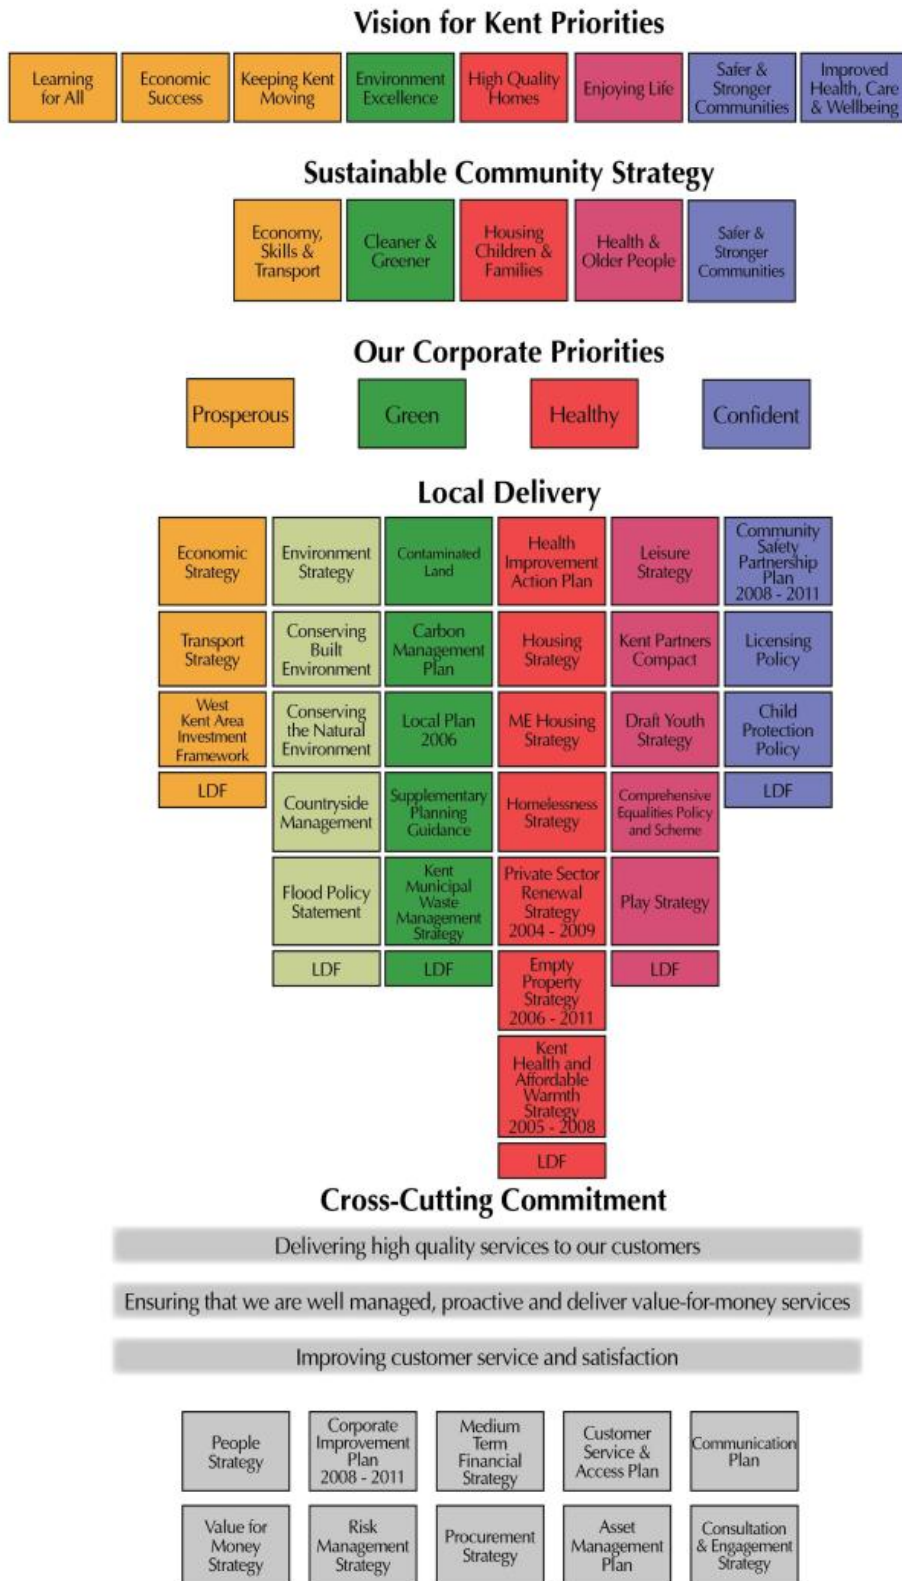 Vision for Kent Priorities
Learning
for All
Economic
Success
Keeping Kent
Moving
Environment
Excellence
High Quality
Homes
Enjoying Life
Safer &
Stronger
Communities
Improved
Health, Care
& Wellbeing
Sustainable Community Strategy
Economy,
Skills &
Transport
Cleaner &
Greener
Housing
Children &
Families
Health &
Older People
Safer &
Stronger
Communities
Our Corporate Priorities
Prosperous
Green
Healthy
Confident
Local Delivery
Economic
Strategy
Environment
Strategy
Contaminated
Land
Health
Improvement
Action Plan
Leisure
Strategy
Community
Safety
Partnership
Plan
2008 - 2011
Transport
Strategy
Conserving
Built
Environment
Carbon
Management
Plan
Housing
Strategy
Kent Partners
Compact
Licensing
Policy
West
Kent Area
Investment
Framework
Conserving
the Natural
Environment
Local Plan
2006
ME Housing
Strategy
Draft Youth
Strategy
Child
Protection
Policy
LDF
Countryside
Management
Supplementary
Planning
Guidance
Homelessness
Strategy
Comprehensive
Equalities Policy
and Scheme
LDF
Flood Policy
Statement
Kent
Municipal
Waste
Management
Strategy
Private Sector
Renewal
Strategy
2004 - 2009
Play Strategy
LDF
LDF
Empty
Property
Strategy
2006 - 2011
LDF
Kent
Health and
Affordable
Warmth
Strategy
2005 - 2008
LDF
Cross-Cutting Commitment
Delivering high quality services to our customers
Ensuring that we are well managed, proactive and deliver value-for-money services
Improving customer service and satisfaction
People
Strategy
Corporate
Improvement
Plan
2008 - 2011
Medium
Term
Financial
Strategy
Customer
Service &
Access Plan
Communication
Plan
Value for
Money
Strategy
Risk
Management
Strategy
Procurement
Strategy
Asset
Management
Plan
Consultation
& Engagement
Strategy